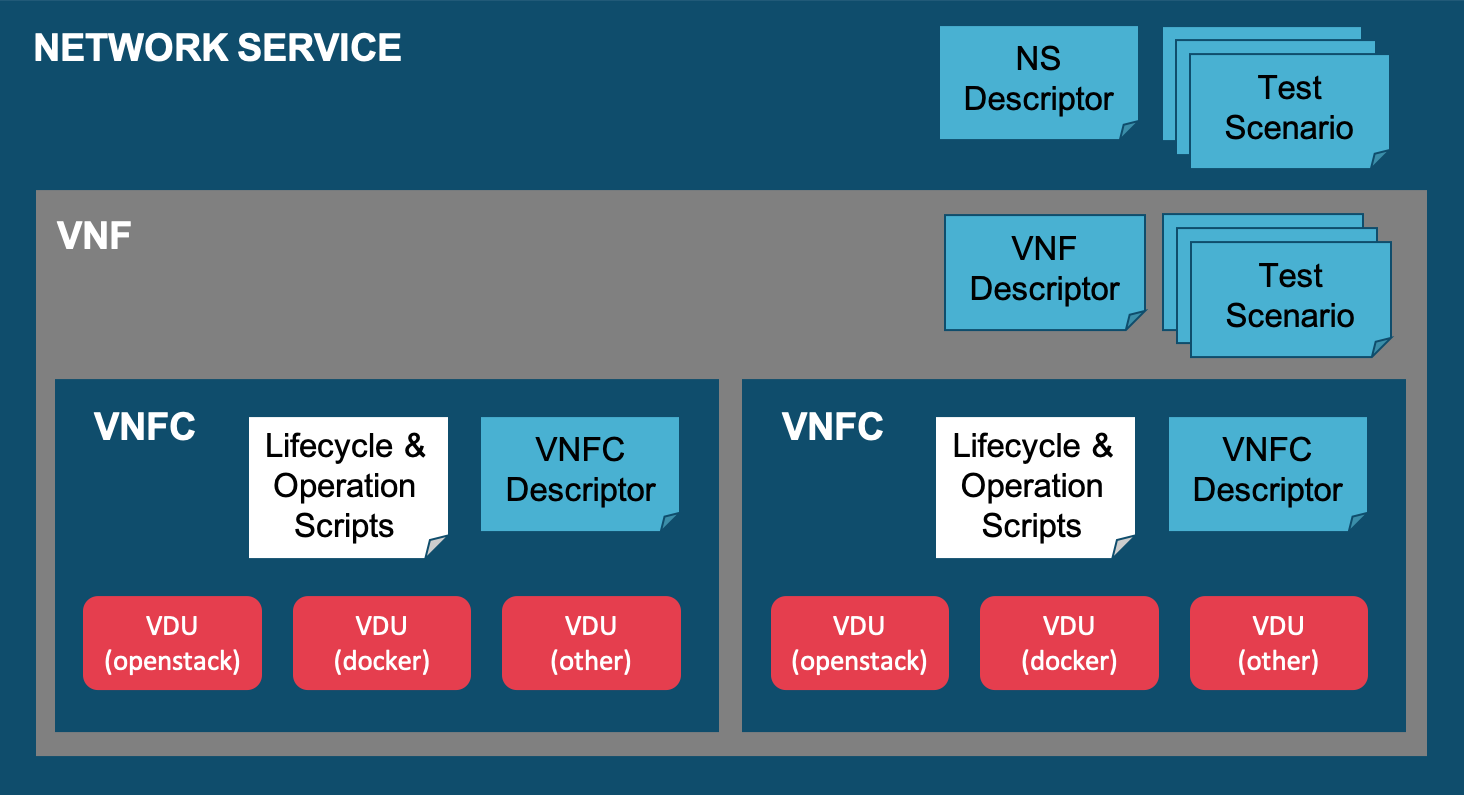 NETWORK SERVICE
NS
Descriptor
Test
Scenario
VNF
VNF
Descriptor
Test
Scenario
VNFC
Lifecycle &
Operation
Scripts
VNFC
Descriptor
VDU
(openstack)
VDU
(docker)
VDU
(other)
VNFC
Lifecycle &
Operation
Scripts
VNFC
Descriptor
VDU
(openstack)
VDU
(docker)
VDU
(other)